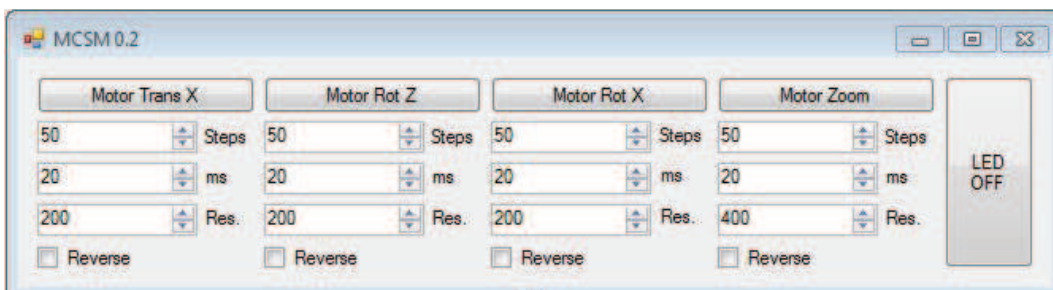 MCSM 0.2
Motor Trans X Motor Rot Z Motor Rot X Motor Zoom
50 Steps 50 Steps 50 Steps 50 Steps
20 ms 20 ms 20 ms 20 ms
200 Res. 200 Res. 200 Res. 400 Res.
Reverse Reverse Reverse Reverse
LED
OFF